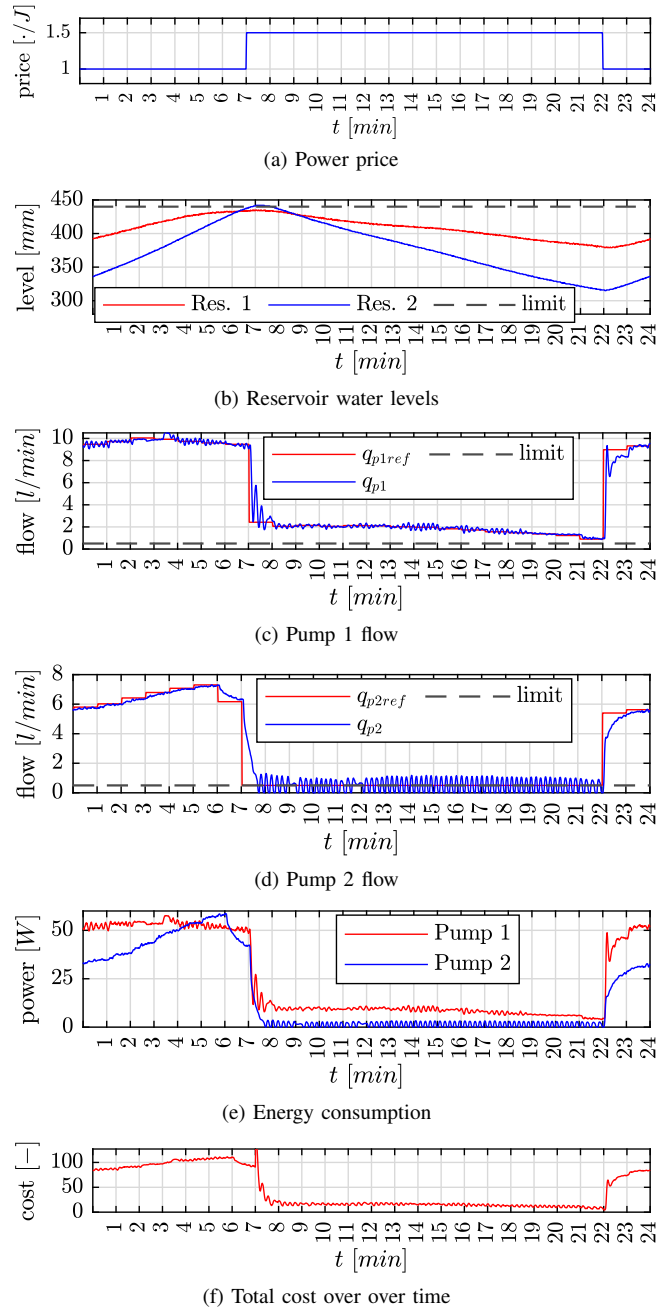 price [·/J]
1.5
1
1 2 3 4 5 6 7 8 9 10 11 12 13 14 15 16 17 18 19 20 21 22 23 24
t [min]
(a) Power price
level [mm]
450
400
350
300
Res. 1 Res. 2 limit
1 2 3 4 5 6 7 8 9 10 11 12 13 14 15 16 17 18 19 20 21 22 23 24
t [min]
(b) Reservoir water levels
flow [l/min]
10
8
6
4
2
0
q_{p1ref} limit
q_{p1}
1 2 3 4 5 6 7 8 9 10 11 12 13 14 15 16 17 18 19 20 21 22 23 24
t [min]
(c) Pump 1 flow
flow [l/min]
8
6
4
2
0
q_{p2ref} limit
q_{p2}
1 2 3 4 5 6 7 8 9 10 11 12 13 14 15 16 17 18 19 20 21 22 23 24
t [min]
(d) Pump 2 flow
power [W]
50
25
0
Pump 1
Pump 2
1 2 3 4 5 6 7 8 9 10 11 12 13 14 15 16 17 18 19 20 21 22 23 24
t [min]
(e) Energy consumption
cost [−]
100
50
0
1 2 3 4 5 6 7 8 9 10 11 12 13 14 15 16 17 18 19 20 21 22 23 24
t [min]
(f) Total cost over over time